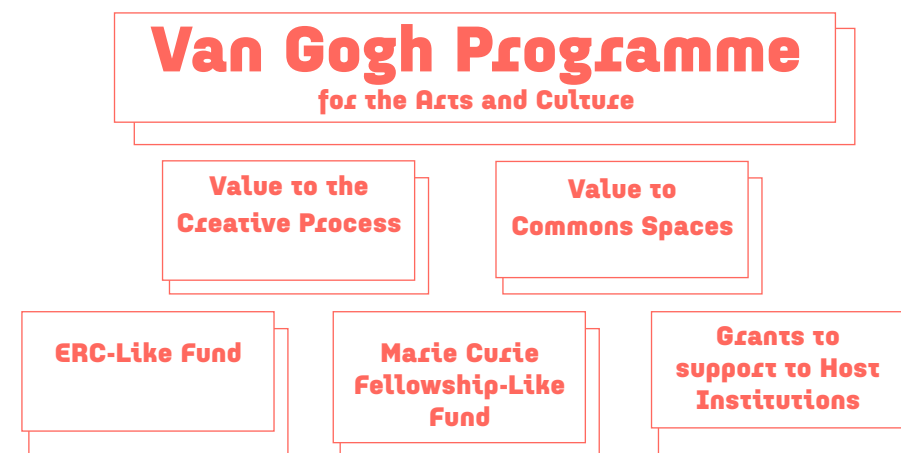 Van Gogh Programme
for the Arts and Culture
Value to the
Creative Process
Value to
Commons Spaces
ERC-Like Fund
Marie Curie
Fellowship-Like
Fund
Grants to
support to Host
Institutions